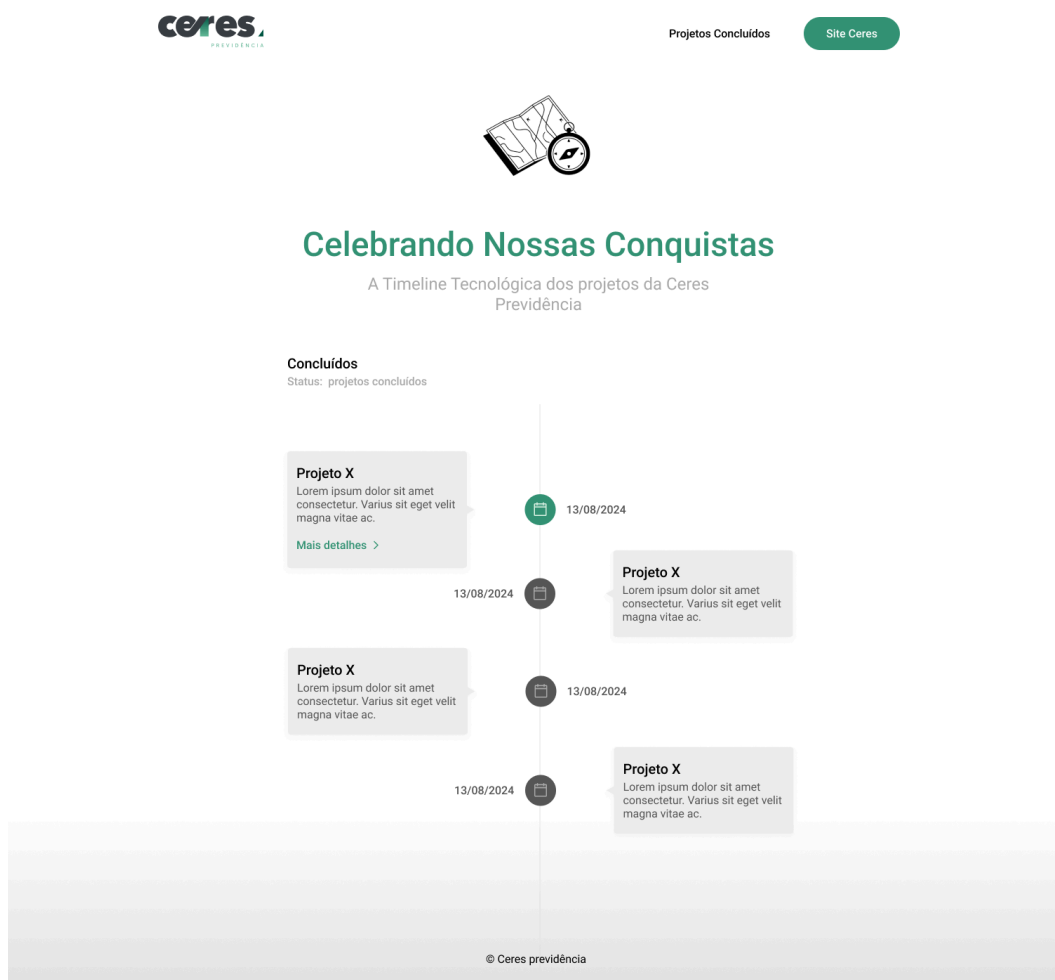 ceres.
PREVIDÊNCIA
Projetos Concluídos
Site Ceres
Celebrando Nossas Conquistas
A Timeline Tecnológica dos projetos da Ceres
Previdência
Concluídos
Status: projetos concluídos
Projeto X
Lorem ipsum dolor sit amet
consectetur. Varius sit eget velit
magna vitae ac.
Mais detalhes >
13/08/2024
13/08/2024
Projeto X
Lorem ipsum dolor sit amet
consectetur. Varius sit eget velit
magna vitae ac.
Projeto X
Lorem ipsum dolor sit amet
consectetur. Varius sit eget velit
magna vitae ac.
13/08/2024
13/08/2024
Projeto X
Lorem ipsum dolor sit amet
consectetur. Varius sit eget velit
magna vitae ac.
© Ceres previdência